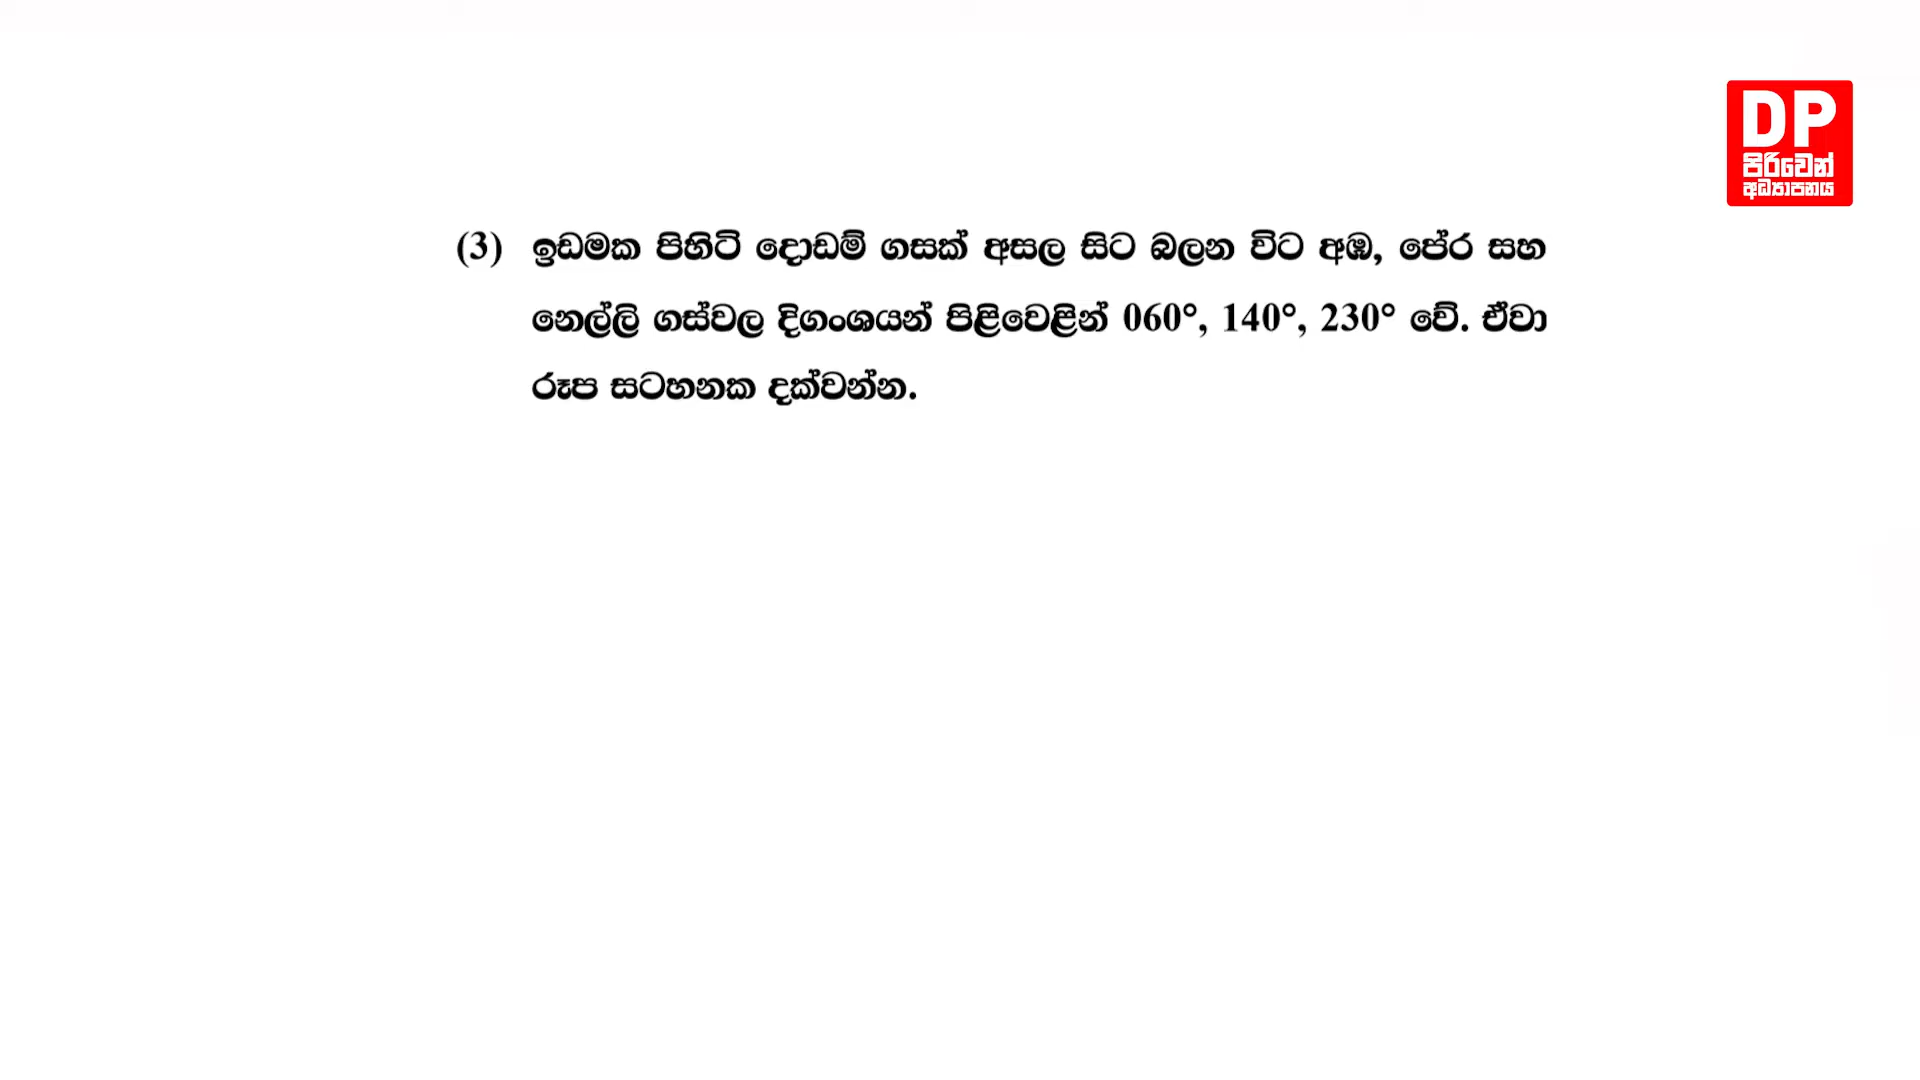 DP
පිරිවෙන්
අධ්‍යාපනය
(3) ඉඩමක පිහිටි දොඩම් ගසක් අසල සිට බලන විට අඹ, පේර සහ
නෙල්ලි ගස්වල දිගංශයන් පිළිවෙළින් 060°, 140°, 230° වේ. ඒවා
රූප සටහනක දක්වන්න.